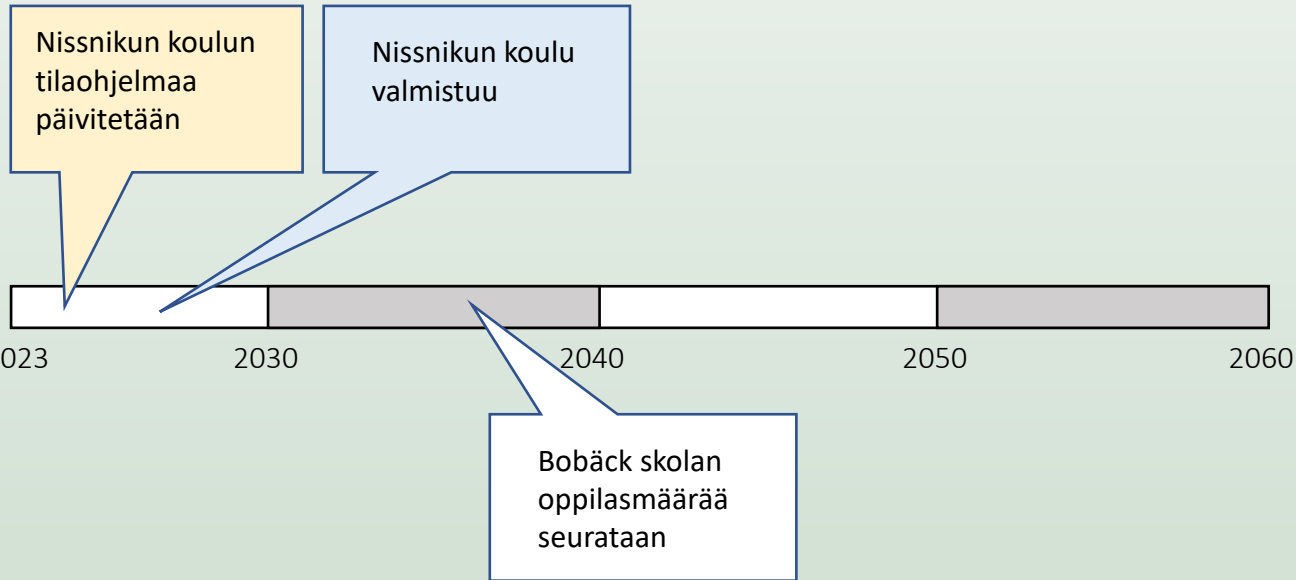 Nissnikun koulun
tilaohjelmaa
päivitetään
Nissnikun koulu
valmistuu
023
2030
2040
2050
2060
Bobäck skolan
oppilasmäärää
seurataan